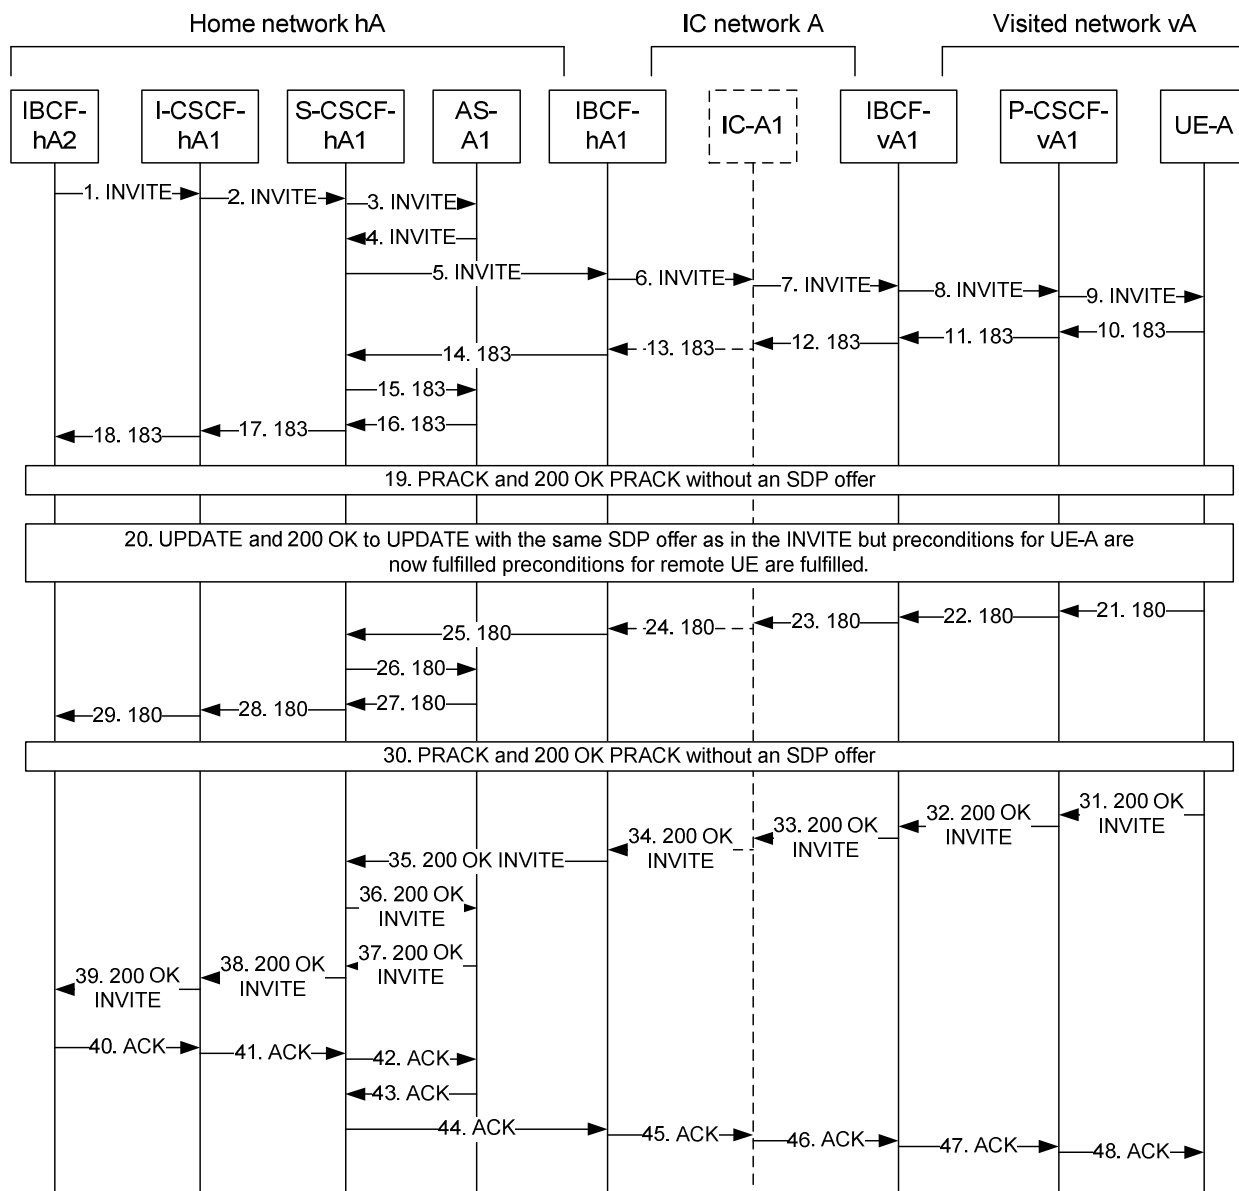 Home network hA
IC network A
Visited network vA
IBCF-
hA2
I-CSCF-
hA1
S-CSCF-
hA1
AS-
A1
IBCF-
hA1
IC-A1
IBCF-
vA1
P-CSCF-
vA1
UE-A
1. INVITE
2. INVITE
3. INVITE
4. INVITE
5. INVITE
6. INVITE
7. INVITE
8. INVITE
9. INVITE
10. 183
11. 183
12. 183
13. 183
14. 183
15. 183
16. 183
17. 183
18. 183
19. PRACK and 200 OK PRACK without an SDP offer
20. UPDATE and 200 OK to UPDATE with the same SDP offer as in the INVITE but preconditions for UE-A are
now fulfilled preconditions for remote UE are fulfilled.
21. 180
22. 180
23. 180
24. 180
25. 180
26. 180
27. 180
28. 180
29. 180
30. PRACK and 200 OK PRACK without an SDP offer
31. 200 OK
INVITE
32. 200 OK
INVITE
33. 200 OK
INVITE
34. 200 OK
INVITE
35. 200 OK INVITE
36. 200 OK
INVITE
37. 200 OK
INVITE
38. 200 OK
INVITE
39. 200 OK
INVITE
40. ACK
41. ACK
42. ACK
43. ACK
44. ACK
45. ACK
46. ACK
47. ACK
48. ACK